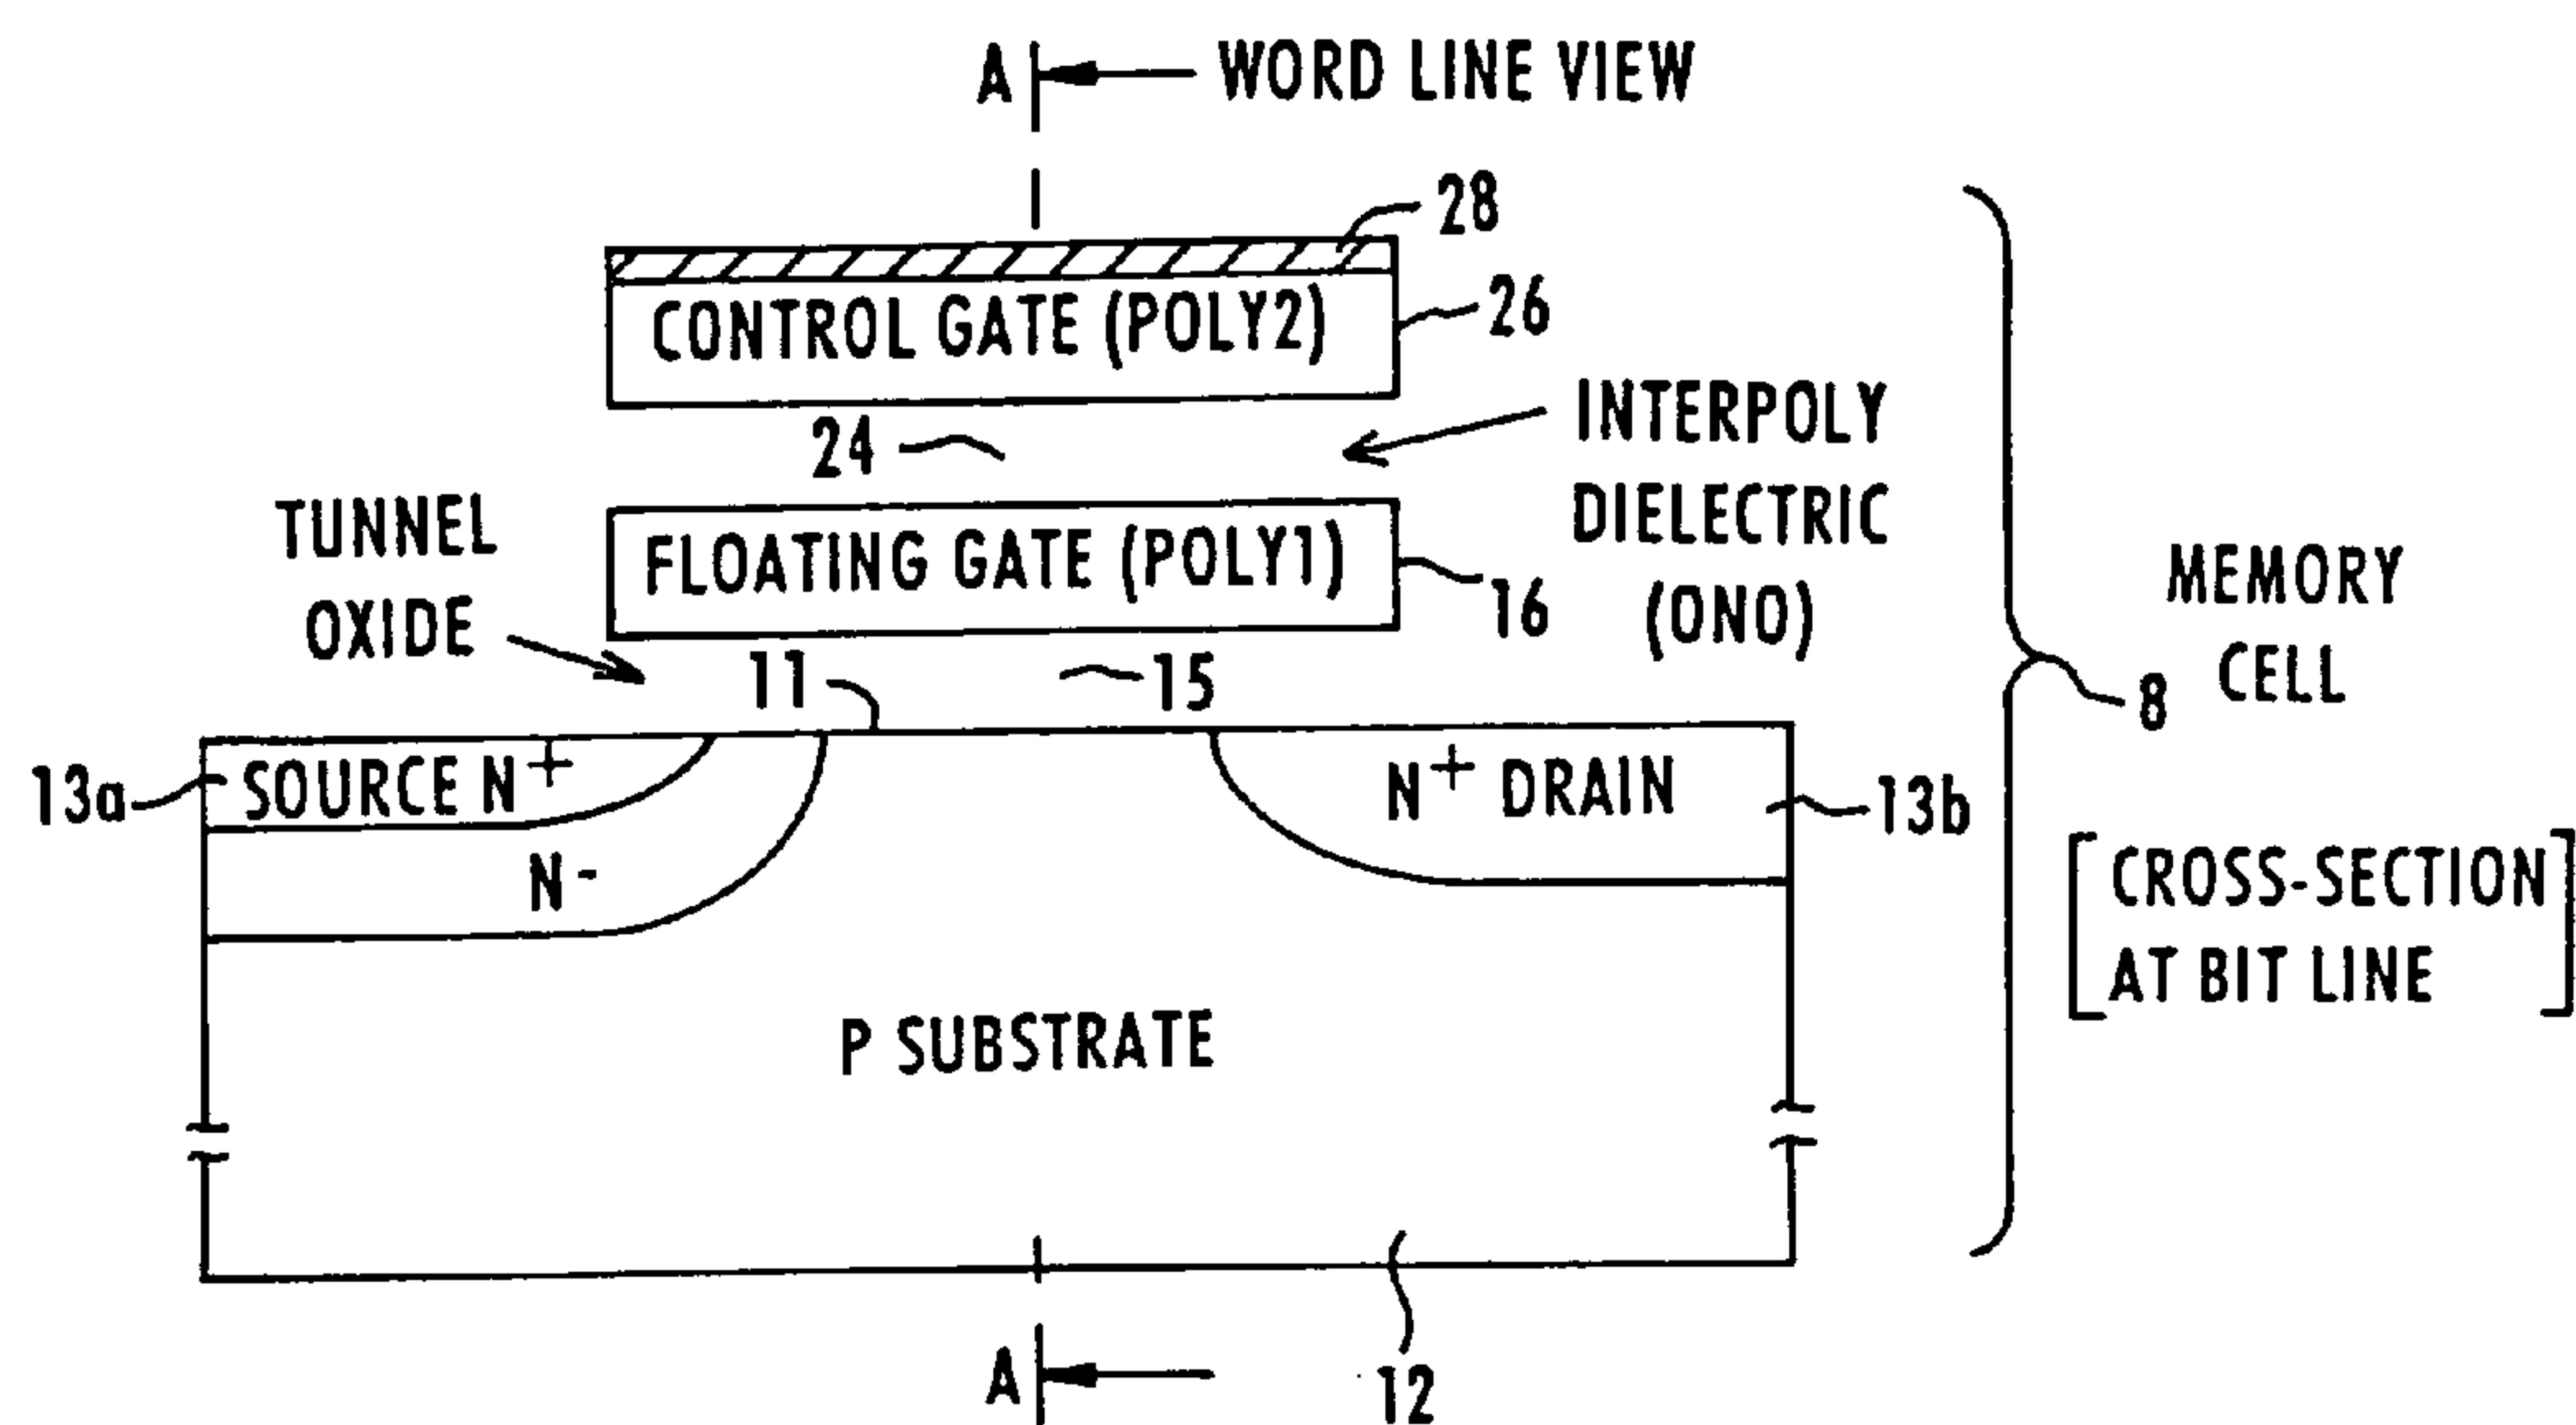 A WORD LINE VIEW
28
CONTROL GATE (POLY2)
26
24
INTERPOLY
DIELECTRIC
(ONO)
TUNNEL
OXIDE
FLOATING GATE (POLY1)
16
11
15
MEMORY
CELL
8
13a
SOURCE N+
N+ DRAIN
13b
N-
[CROSS-SECTION
AT BIT LINE]
P SUBSTRATE
A
12